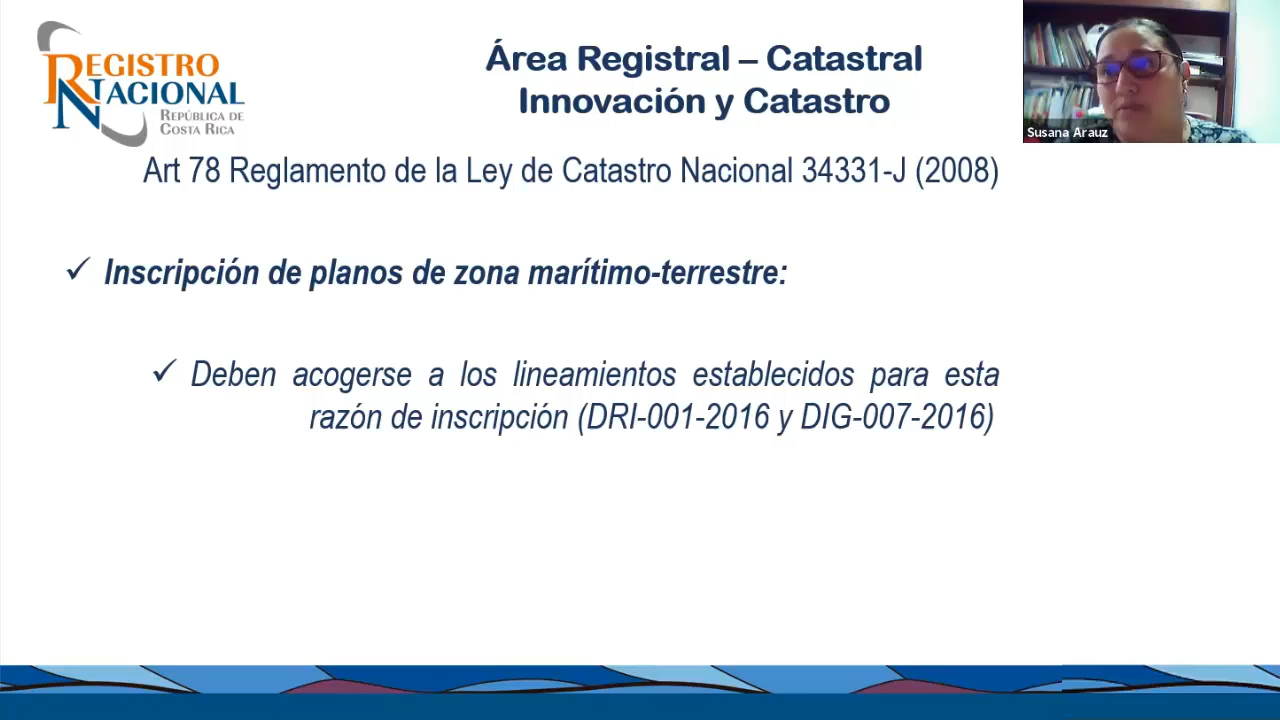 REGISTRO
NACIONAL
REPÚBLICA DE
COSTA RICA
Área Registral – Catastral
Innovación y Catastro
Susana Arauz
Art 78 Reglamento de la Ley de Catastro Nacional 34331-J (2008)
✓ Inscripción de planos de zona marítimo-terrestre:
✓ Deben acogerse a los lineamientos establecidos para esta
razón de inscripción (DRI-001-2016 y DIG-007-2016)